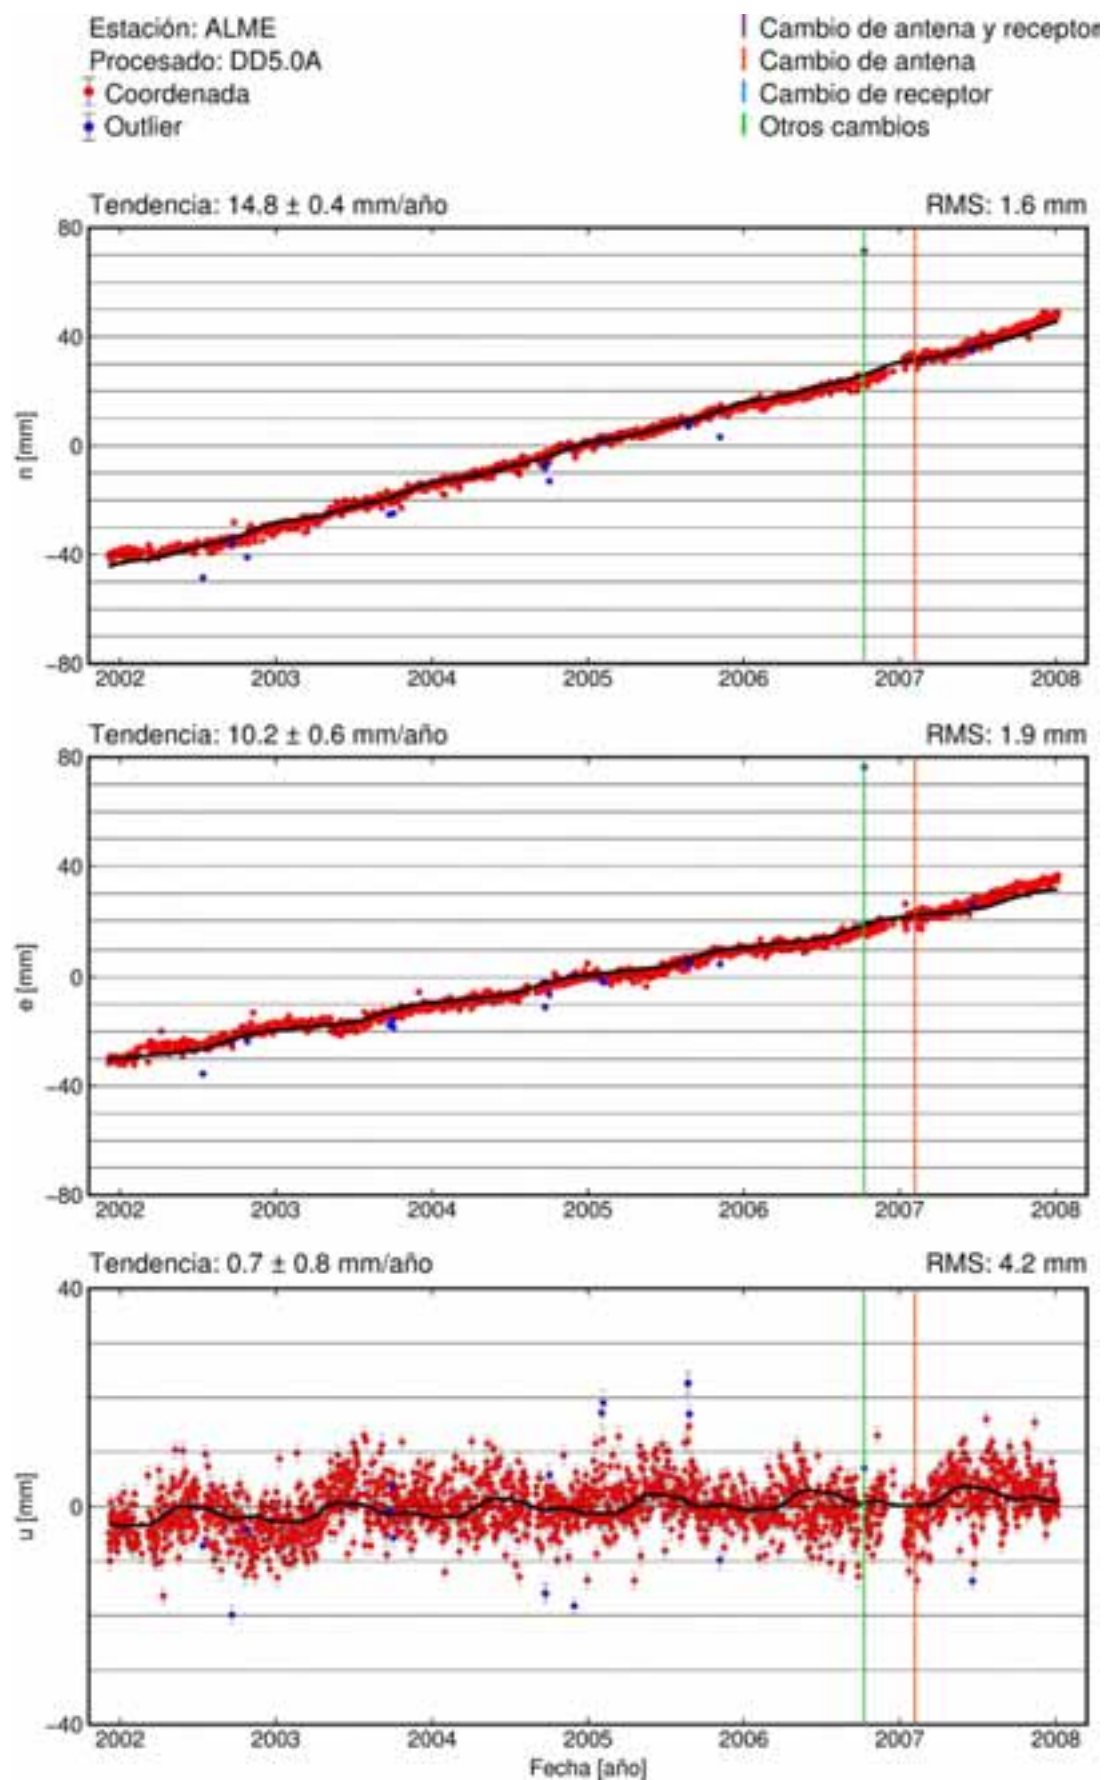 Estación: ALME
Procesado: DD5.0A
Coordenada
Outlier
Cambio de antena y receptor
Cambio de antena
Cambio de receptor
Otros cambios
Tendencia: 14.8 ± 0.4 mm/año RMS: 1.6 mm
80
40
0
−40
−80
n [mm]
2002 2003 2004 2005 2006 2007 2008
Tendencia: 10.2 ± 0.6 mm/año RMS: 1.9 mm
80
40
0
−40
−80
e [mm]
2002 2003 2004 2005 2006 2007 2008
Tendencia: 0.7 ± 0.8 mm/año RMS: 4.2 mm
40
0
−40
u [mm]
2002 2003 2004 2005 2006 2007 2008
Fecha [año]